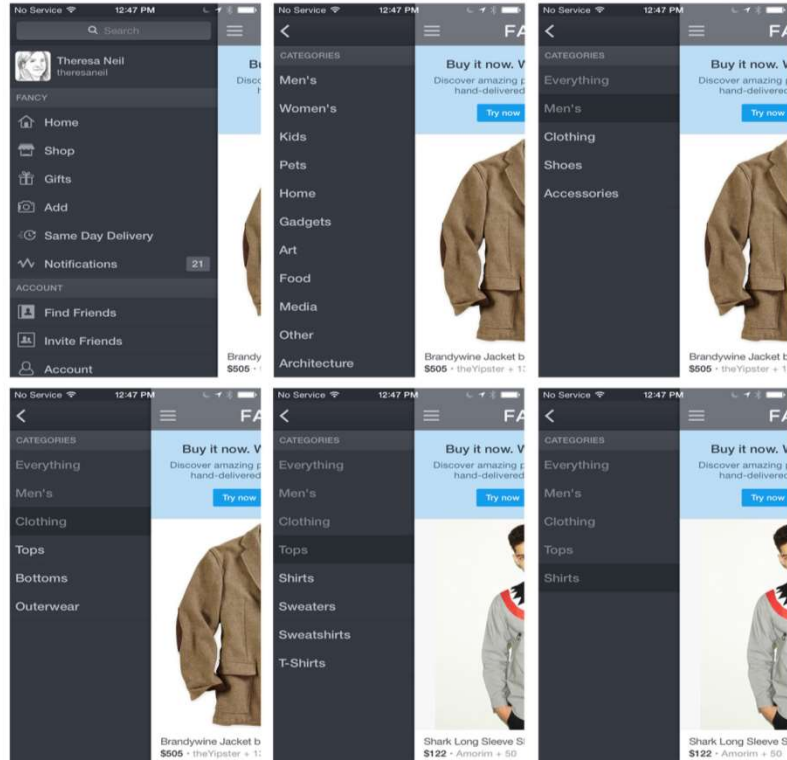 No Service 12:47 PM
Search
Theresa Neil
theresaneil
FANCY
Home
Shop
Gifts
Add
Same Day Delivery
Notifications 21
ACCOUNT
Find Friends
Invite Friends
Account
Brandy
$505
No Service 12:47 PM
CATEGORIES
Men's
Women's
Kids
Pets
Home
Gadgets
Art
Food
Media
Other
Architecture
FA
Buy it now. W
Discover amazing p
hand-delivered
Try now
Brandywine Jacket b
$505 • theYipster + 1
No Service 12:47 PM
CATEGORIES
Everything
Men's
Clothing
Shoes
Accessories
FA
Buy it now. W
Discover amazing p
hand-delivered
Try now
Brandywine Jacket b
$505 • theYipster + 1
No Service 12:47 PM
CATEGORIES
Everything
Men's
Clothing
Tops
Bottoms
Outerwear
FA
Buy it now. W
Discover amazing p
hand-delivered
Try now
Brandywine Jacket b
$505 • theYipster + 1
No Service 12:47 PM
CATEGORIES
Everything
Men's
Clothing
Tops
Shirts
Sweaters
Sweatshirts
T-Shirts
FA
Buy it now. W
Discover amazing p
hand-delivered
Try now
Shark Long Sleeve S
$122 • Amorim + 50
No Service 12:47 PM
CATEGORIES
Everything
Men's
Clothing
Tops
Shirts
FA
Buy it now. W
Discover amazing p
hand-delivered
Try now
Shark Long Sleeve S
$122 • Amorim + 50